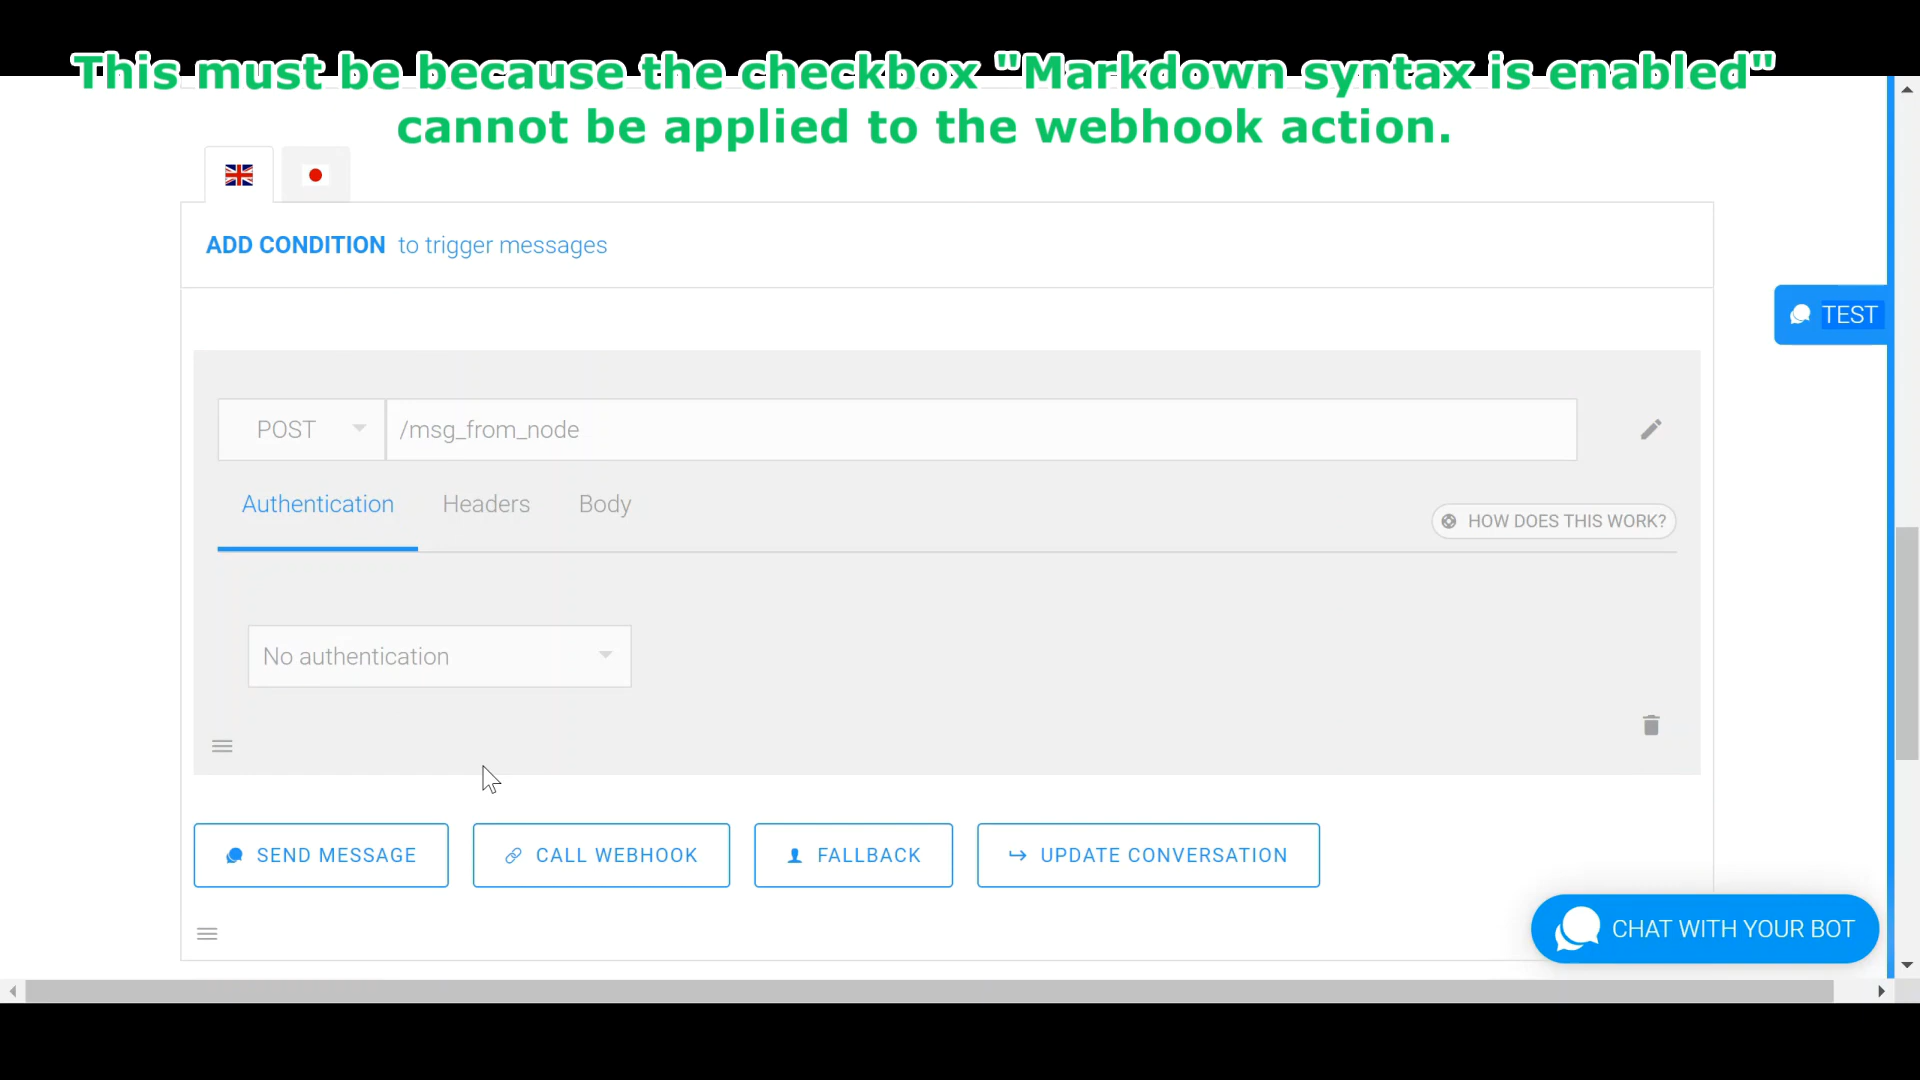 This must be because the checkbox "Markdown syntax is enabled"
cannot be applied to the webhook action.
ADD CONDITION to trigger messages
TEST
POST
/msg_from_node
Authentication
Headers
Body
HOW DOES THIS WORK?
No authentication
SEND MESSAGE
CALL WEBHOOK
FALLBACK
UPDATE CONVERSATION
CHAT WITH YOUR BOT